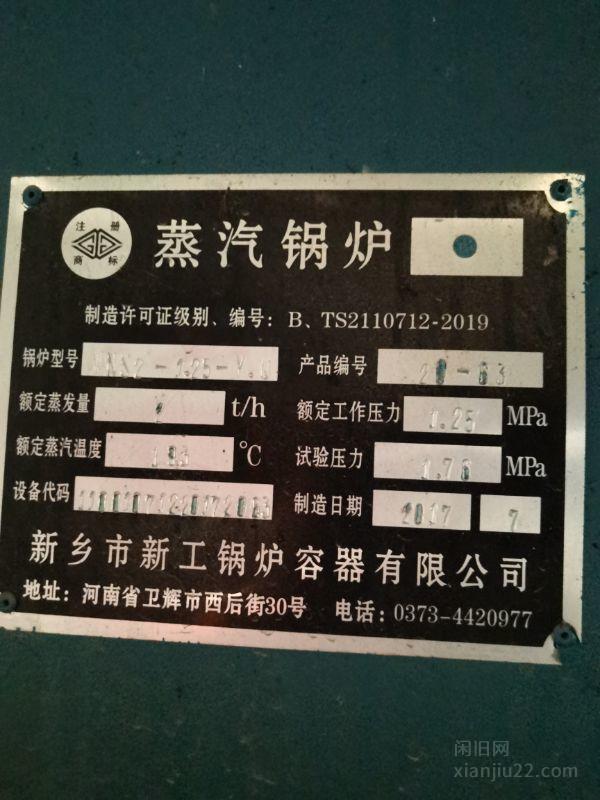 注册
商标
蒸汽锅炉
制造许可证级别、编号：B、TS2110712-2019
锅炉型号 产品编号
额定蒸发量 2 t/h 额定工作压力 1.25 MPa
额定蒸汽温度 ℃ 试验压力 MPa
设备代码 制造日期 2017 7
新乡市新工锅炉容器有限公司
地址：河南省卫辉市西后街30号 电话：0373-4420977
闲旧网
xianjiu22.com